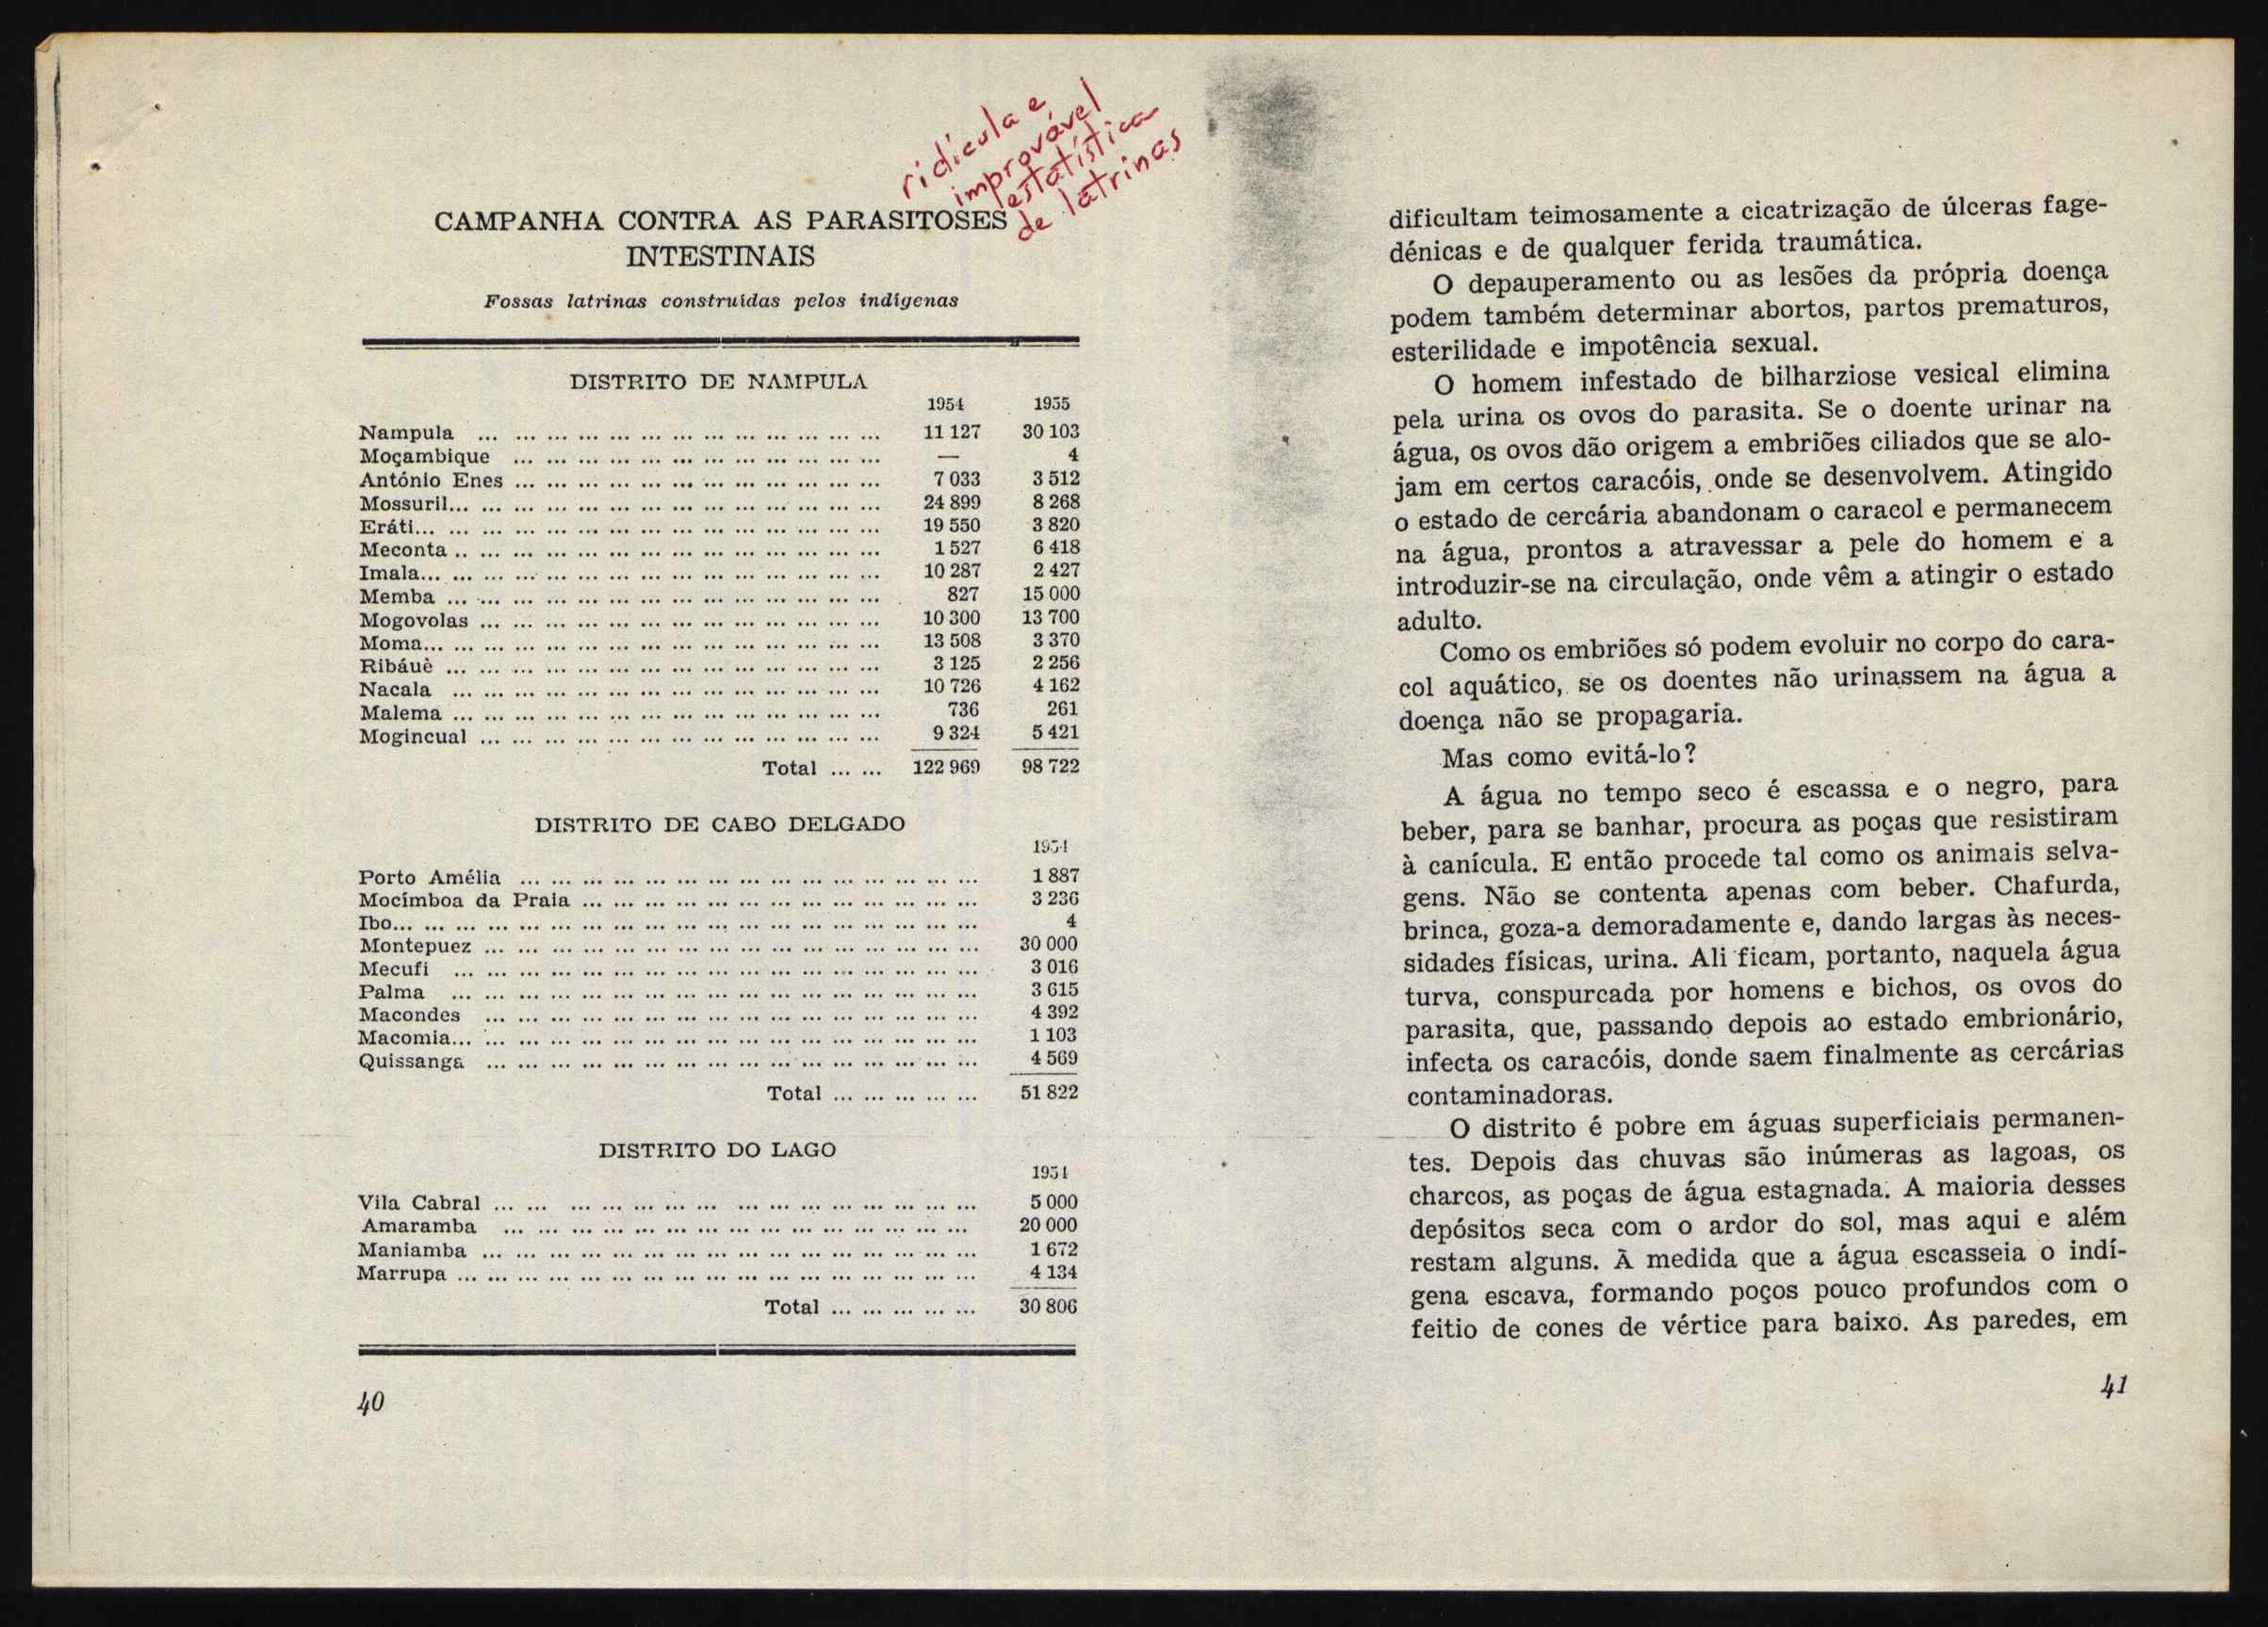 ridícula e
improvável
estatística
de latrinas
CAMPANHA CONTRA AS PARASITOSES
INTESTINAIS
Fossas latrinas construídas pelos indígenas
DISTRITO DE NAMPULA
1954 1955
Nampula ... ... ... ... ... ... ... ... ... ... ... ... ... 11 127 30 103
Moçambique ... ... ... ... ... ... ... ... ... ... ... ... — 4
António Enes ... ... ... ... ... ... ... ... ... ... ... ... 7 033 3 512
Mossuril... ... ... ... ... ... ... ... ... ... ... ... ... ... 24 899 8 268
Eráti... ... ... ... ... ... ... ... ... ... ... ... ... ... ... 19 550 3 820
Meconta .. ... ... ... ... ... ... ... ... ... ... ... ... ... 1 527 6 418
Imala... ... ... ... ... ... ... ... ... ... ... ... ... ... ... 10 287 2 427
Memba ... ... ... ... ... ... ... ... ... ... ... ... ... ... 827 15 000
Mogovolas ... ... ... ... ... ... ... ... ... ... ... ... ... 10 300 13 700
Moma... ... ... ... ... ... ... ... ... ... ... ... ... ... ... 13 508 3 370
Ribáuè ... ... ... ... ... ... ... ... ... ... ... ... ... ... 3 125 2 256
Nacala ... ... ... ... ... ... ... ... ... ... ... ... ... ... 10 726 4 162
Malema ... ... ... ... ... ... ... ... ... ... ... ... ... ... 736 261
Mogincual ... ... ... ... ... ... ... ... ... ... ... ... ... 9 324 5 421
Total ... ... 122 969 98 722
DISTRITO DE CABO DELGADO
1954
Porto Amélia ... ... ... ... ... ... ... ... ... ... ... ... ... ... ... 1 887
Mocímboa da Praia ... ... ... ... ... ... ... ... ... ... ... ... ... 3 236
Ibo... ... ... ... ... ... ... ... ... ... ... ... ... ... ... ... ... ... ... 4
Montepuez ... ... ... ... ... ... ... ... ... ... ... ... ... ... ... ... 30 000
Mecufi ... ... ... ... ... ... ... ... ... ... ... ... ... ... ... ... ... 3 016
Palma ... ... ... ... ... ... ... ... ... ... ... ... ... ... ... ... ... 3 615
Macondes ... ... ... ... ... ... ... ... ... ... ... ... ... ... ... ... 4 392
Macomia... ... ... ... ... ... ... ... ... ... ... ... ... ... ... ... ... 1 103
Quissanga ... ... ... ... ... ... ... ... ... ... ... ... ... ... ... ... 4 569
Total ... ... ... ... ... 51 822
DISTRITO DO LAGO
1954
Vila Cabral ... ... ... ... ... ... ... ... ... ... ... ... ... ... ... 5 000
Amaramba ... ... ... ... ... ... ... ... ... ... ... ... ... ... ... 20 000
Maniamba ... ... ... ... ... ... ... ... ... ... ... ... ... ... ... ... 1 672
Marrupa ... ... ... ... ... ... ... ... ... ... ... ... ... ... ... ... ... 4 134
Total ... ... ... ... ... 30 806
40
dificultam teimosamente a cicatrização de úlceras fage-
dénicas e de qualquer ferida traumática.
O depauperamento ou as lesões da própria doença
podem também determinar abortos, partos prematuros,
esterilidade e impotência sexual.
O homem infestado de bilharziose vesical elimina
pela urina os ovos do parasita. Se o doente urinar na
água, os ovos dão origem a embriões ciliados que se alo-
jam em certos caracóis, onde se desenvolvem. Atingido
o estado de cercária abandonam o caracol e permanecem
na água, prontos a atravessar a pele do homem e a
introduzir-se na circulação, onde vêm a atingir o estado
adulto.
Como os embriões só podem evoluir no corpo do cara-
col aquático, se os doentes não urinassem na água a
doença não se propagaria.
Mas como evitá-lo?
A água no tempo seco é escassa e o negro, para
beber, para se banhar, procura as poças que resistiram
à canícula. E então procede tal como os animais selva-
gens. Não se contenta apenas com beber. Chafurda,
brinca, goza-a demoradamente e, dando largas às neces-
sidades físicas, urina. Ali ficam, portanto, naquela água
turva, conspurcada por homens e bichos, os ovos do
parasita, que, passando depois ao estado embrionário,
infecta os caracóis, donde saem finalmente as cercárias
contaminadoras.
O distrito é pobre em águas superficiais permanen-
tes. Depois das chuvas são inúmeras as lagoas, os
charcos, as poças de água estagnada. A maioria desses
depósitos seca com o ardor do sol, mas aqui e além
restam alguns. À medida que a água escasseia o indí-
gena escava, formando poços pouco profundos com o
feitio de cones de vértice para baixo. As paredes, em
41